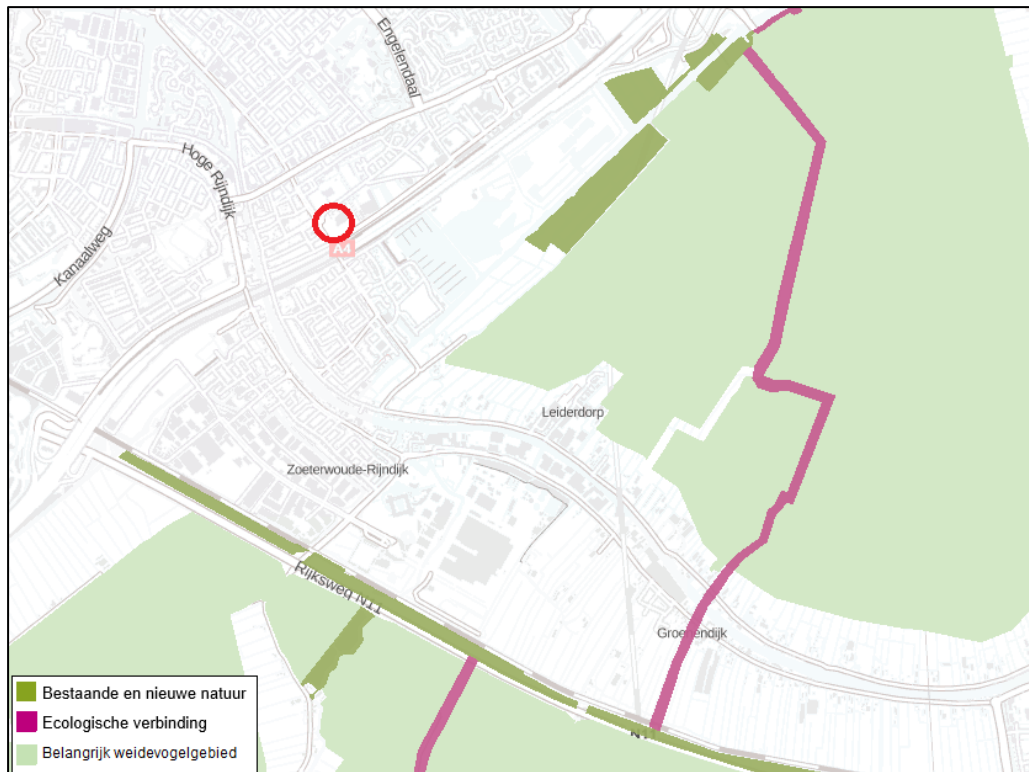 Engelendaal
Hoge Rijndijk
Kanaalweg
A4
Leiderdorp
Zoeterwoude-Rijndijk
Rijksweg N11
Groenendijk
N11
Bestaande en nieuwe natuur
Ecologische verbinding
Belangrijk weidevogelgebied